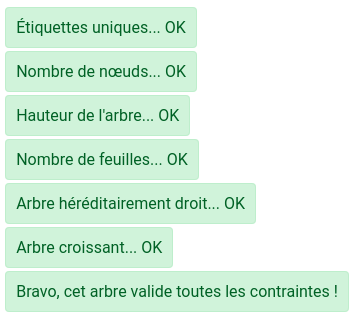 Étiquettes uniques... OK
Nombre de nœuds... OK
Hauteur de l'arbre... OK
Nombre de feuilles... OK
Arbre héréditairement droit... OK
Arbre croissant... OK
Bravo, cet arbre valide toutes les contraintes !